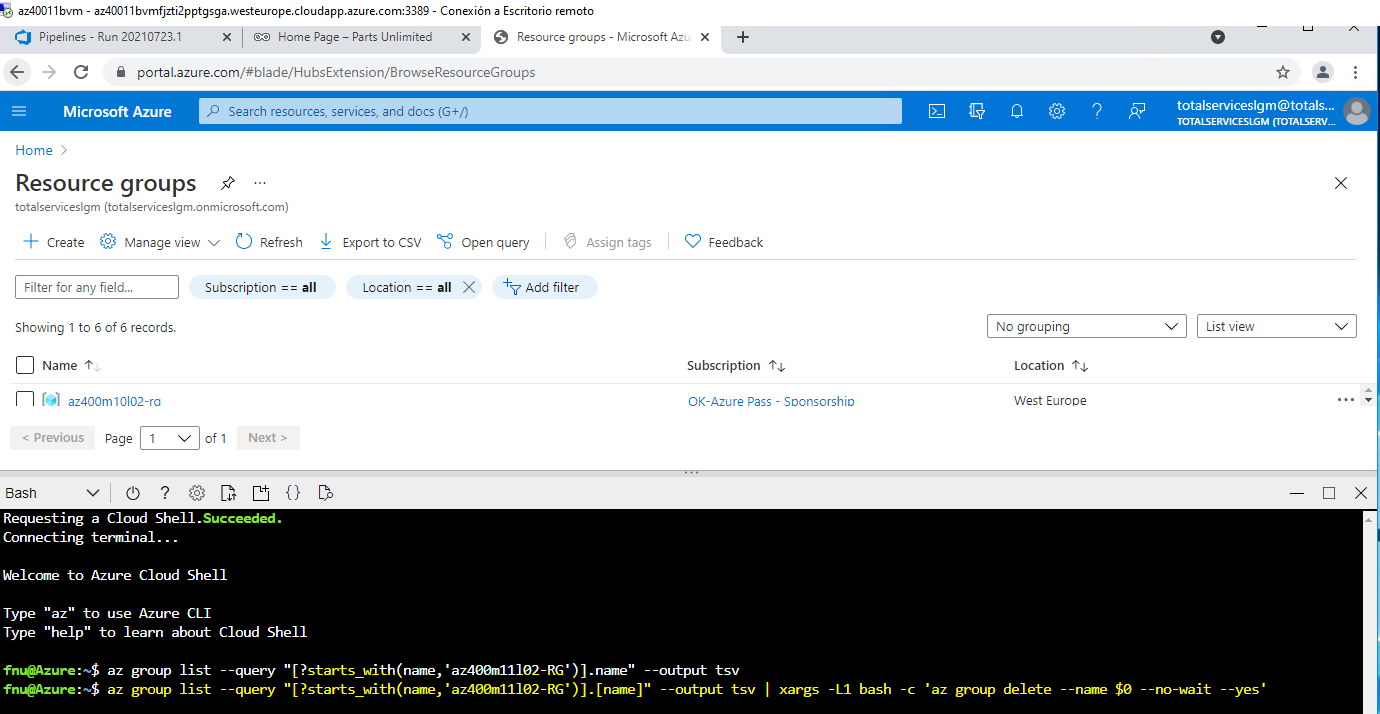 az40011bvm - az40011bvmfjzti2pptgsga.westeurope.cloudapp.azure.com:3389 - Conexión a Escritorio remoto
Pipelines - Run 20210723.1
Home Page – Parts Unlimited
Resource groups - Microsoft Azu
portal.azure.com/#blade/HubsExtension/BrowseResourceGroups
Microsoft Azure
Search resources, services, and docs (G+/)
totalserviceslgm@totals...
TOTALSERVICESLGM (TOTALSERV...
Home >
Resource groups
...
totalserviceslgm (totalserviceslgm.onmicrosoft.com)
Create Manage view Refresh Export to CSV Open query Assign tags Feedback
Filter for any field... Subscription == all Location == all Add filter
Showing 1 to 6 of 6 records.
No grouping List view
Name Subscription Location
az400m10l02-rg OK-Azure Pass - Sponsorship West Europe ...
< Previous Page 1 of 1 Next >
Bash
Requesting a Cloud Shell.Succeeded.
Connecting terminal...
Welcome to Azure Cloud Shell
Type "az" to use Azure CLI
Type "help" to learn about Cloud Shell
fnu@Azure:~$ az group list --query "[?starts_with(name,'az400m11l02-RG')].name" --output tsv
fnu@Azure:~$ az group list --query "[?starts_with(name,'az400m11l02-RG')].[name]" --output tsv | xargs -L1 bash -c 'az group delete --name $0 --no-wait --yes'